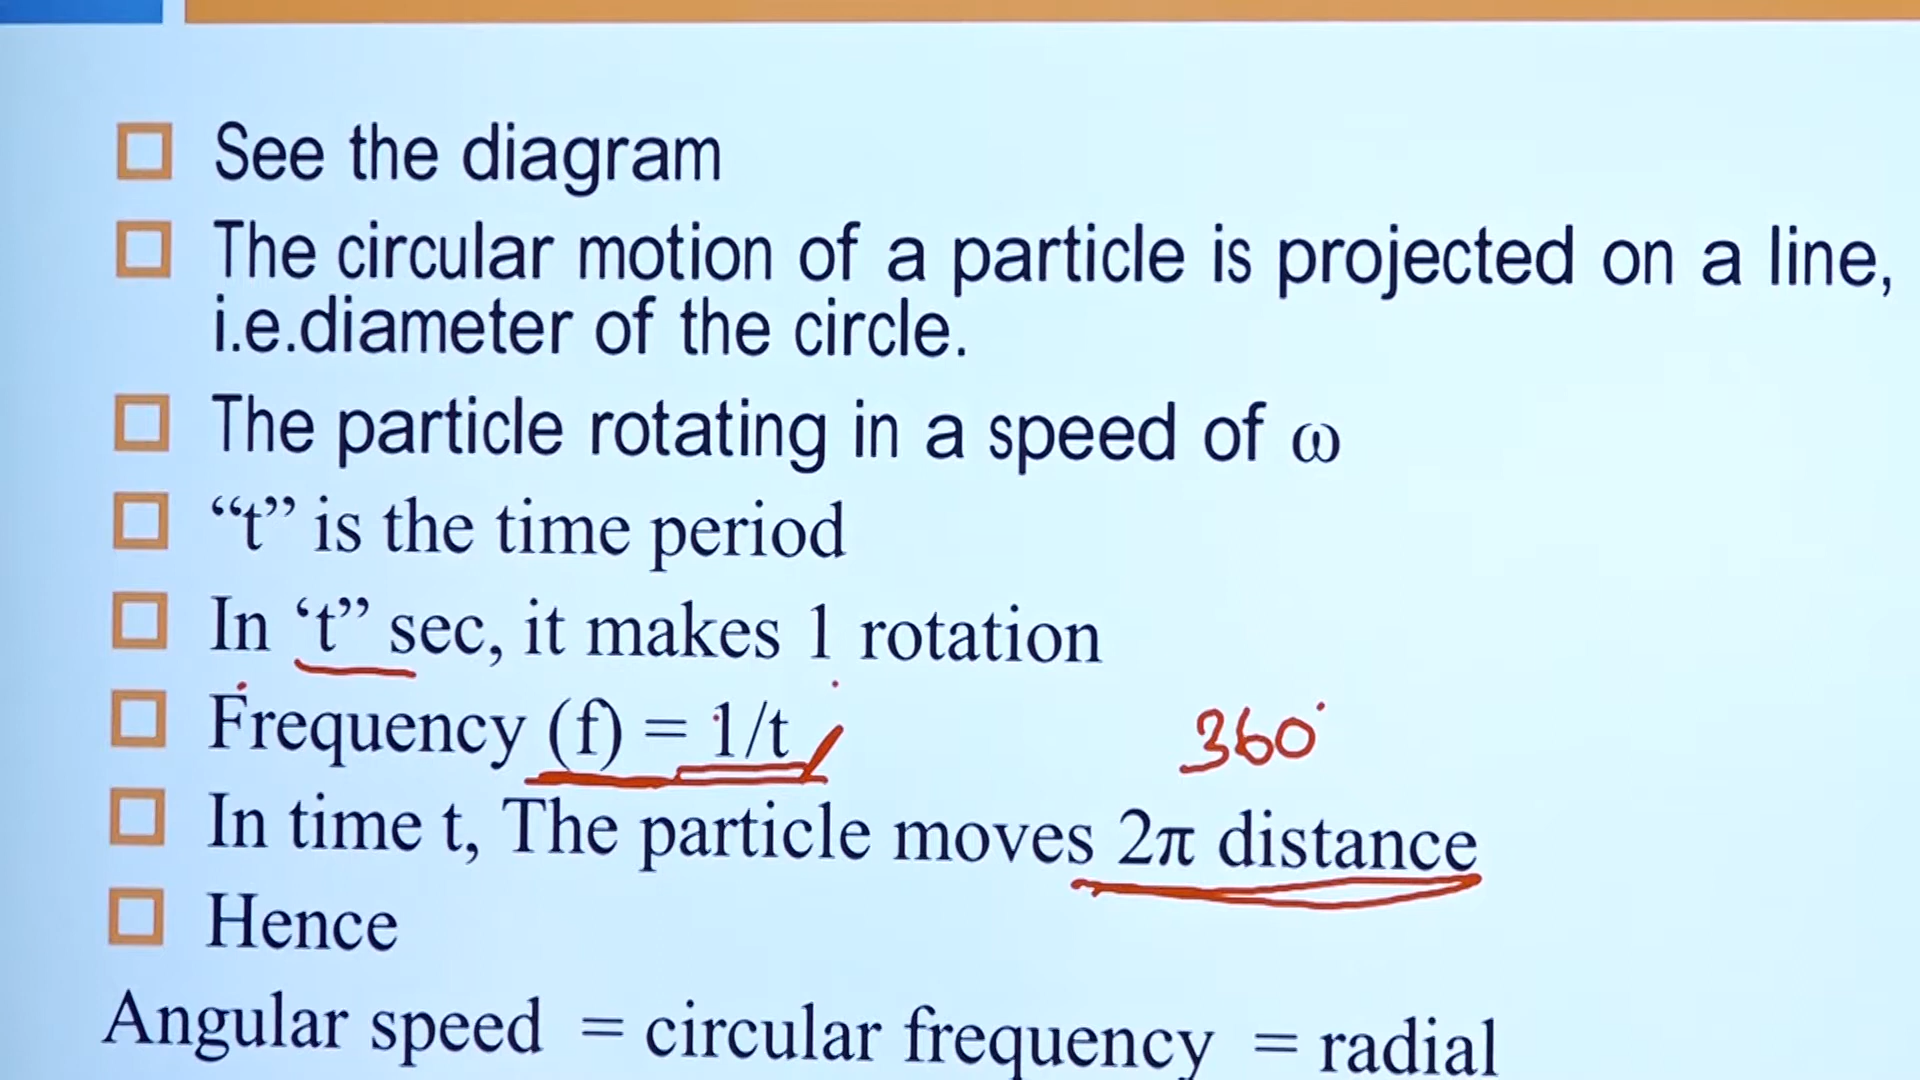 See the diagram
The circular motion of a particle is projected on a line,
i.e.diameter of the circle.
The particle rotating in a speed of ω
“t” is the time period
In ‘t” sec, it makes 1 rotation
Frequency (f) = 1/t
360°
In time t, The particle moves 2π distance
Hence
Angular speed = circular frequency = radial